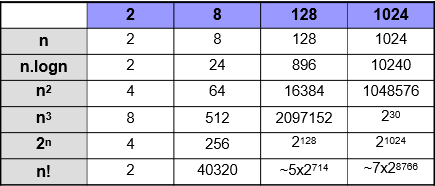 2 8 128 1024
n 2 8 128 1024
n.logn 2 24 896 10240
n² 4 64 16384 1048576
n³ 8 512 2097152 2³⁰
2ⁿ 4 256 2¹²⁸ 2¹⁰²⁴
n! 2 40320 ~5x2⁷¹⁴ ~7x2⁸⁷⁶⁶